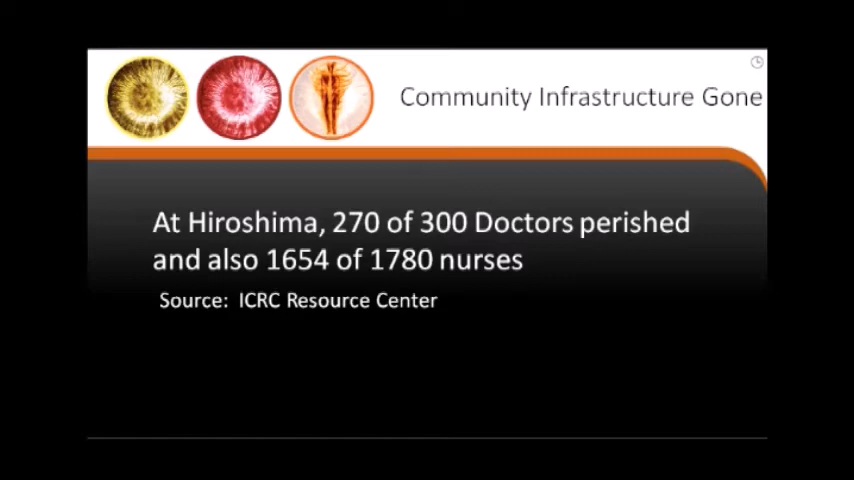 Community Infrastructure Gone
At Hiroshima, 270 of 300 Doctors perished
and also 1654 of 1780 nurses
Source: ICRC Resource Center